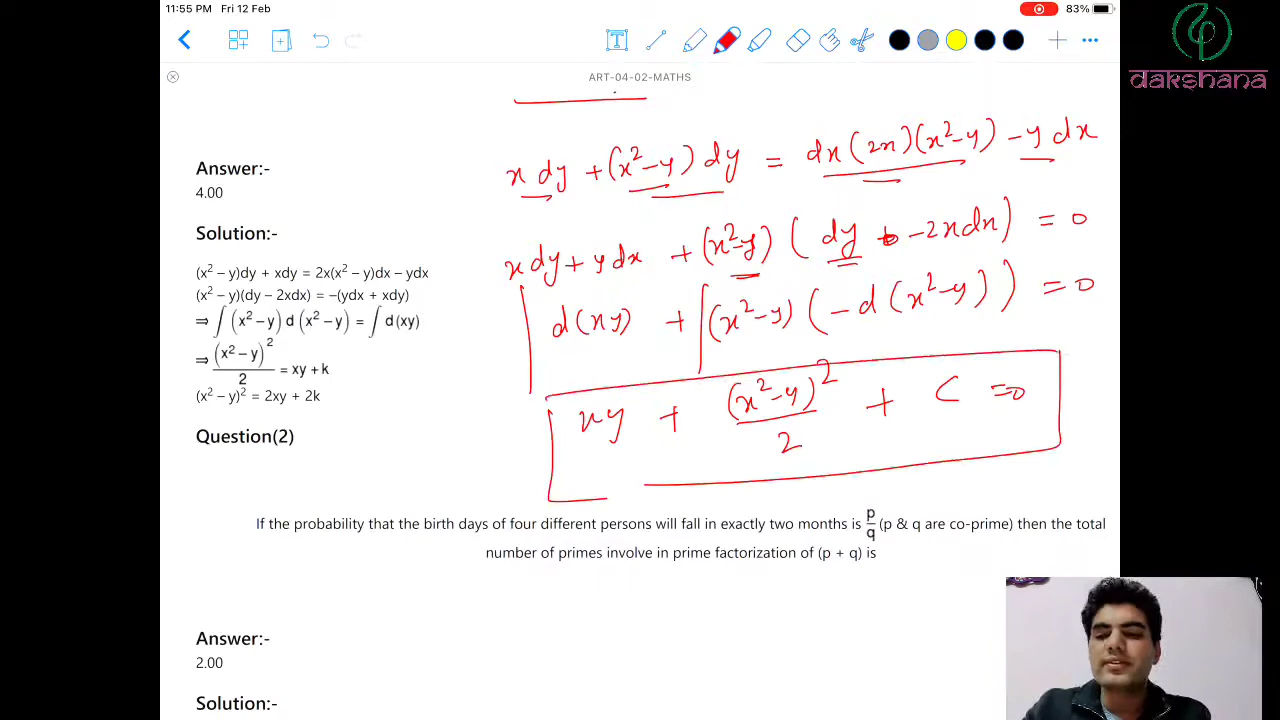 11:55 PM Fri 12 Feb
83%
dakshana
ART-04-02-MATHS
x dy + (x² – y) dy = dx (2x)(x² – y) – y dx
Answer:-
4.00
x dy + y dx + (x² – y) ( dy – 2x dx) = 0
Solution:-
(x² – y)dy + xdy = 2x(x² – y)dx – ydx
(x² – y)(dy – 2xdx) = –(ydx + xdy)
⇒ ∫ (x² – y) d (x² – y) = ∫ d (xy)
⇒ (x² – y)² / 2 = xy + k
(x² – y)² = 2xy + 2k
d(xy) + (x² – y) ( – d (x² – y) ) = 0
xy + (x² – y)² / 2 + C = 0
Question(2)
If the probability that the birth days of four different persons will fall in exactly two months is p/q (p & q are co-prime) then the total
number of primes involve in prime factorization of (p + q) is
Answer:-
2.00
Solution:-